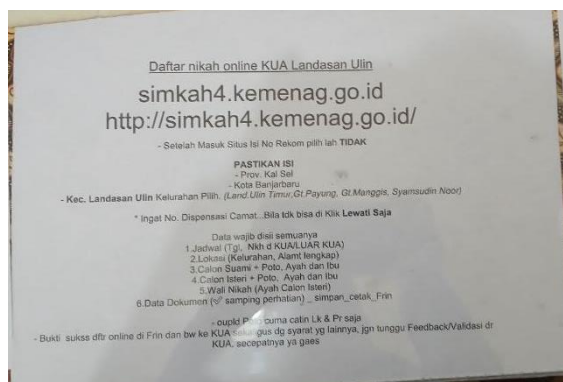 Daftar nikah online KUA Landasan Ulin
simkah4.kemenag.go.id
http://simkah4.kemenag.go.id/
- Setelah Masuk Situs Isi No Rekom pilih lah TIDAK
PASTIKAN ISI
- Prov. Kal Sel
- Kota Banjarbaru
- Kec. Landasan Ulin Kelurahan Pilih, (Land.Ulin Timur,Gt.Payung, Gt.Manggis, Syamsudin Noor)
* Ingat No. Dispensasi Camat...Bila tdk bisa di Klik Lewati Saja
Data wajib diisi semuanya
1.Jadwal (Tgl, Nkh d KUA/LUAR KUA)
2.Lokasi (Kelurahan, Alamt lengkap)
3.Calon Suami + Poto, Ayah dan Ibu
4.Calon Isteri + Poto, Ayah dan Ibu
5.Wali Nikah (Ayah Calon Isteri)
6.Data Dokumen (✅ samping perhatian) _ simpan_cetak_Frin
- oupld cuma catin Lk & Pr saja
- Bukti sukss dftr online di Frin dan bw ke KUA sekaligus dg syarat yg lainnya, jgn tunggu Feedback/Validasi dr
KUA, secepatnya ya gaes